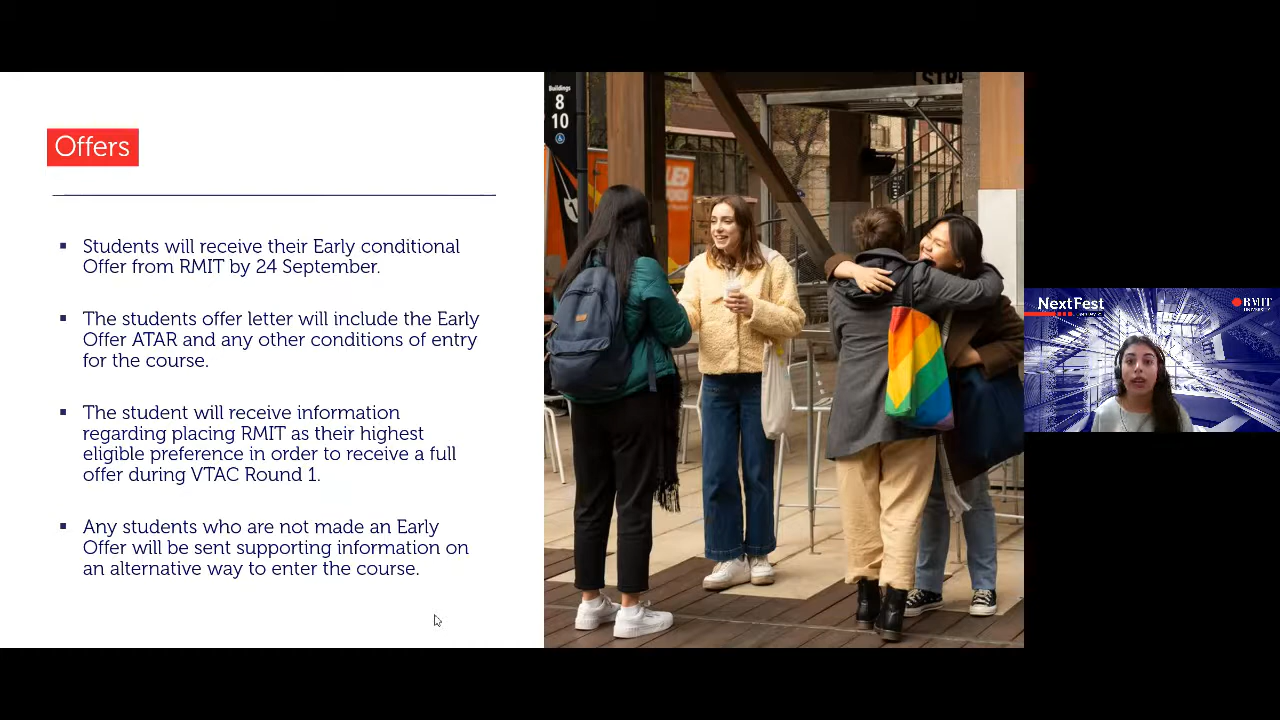 Offers
Students will receive their Early conditional
Offer from RMIT by 24 September.
The students offer letter will include the Early
Offer ATAR and any other conditions of entry
for the course.
The student will receive information
regarding placing RMIT as their highest
eligible preference in order to receive a full
offer during VTAC Round 1.
Any students who are not made an Early
Offer will be sent supporting information on
an alternative way to enter the course.
Buildings
8
10
NextFest
RMIT
UNIVERSITY